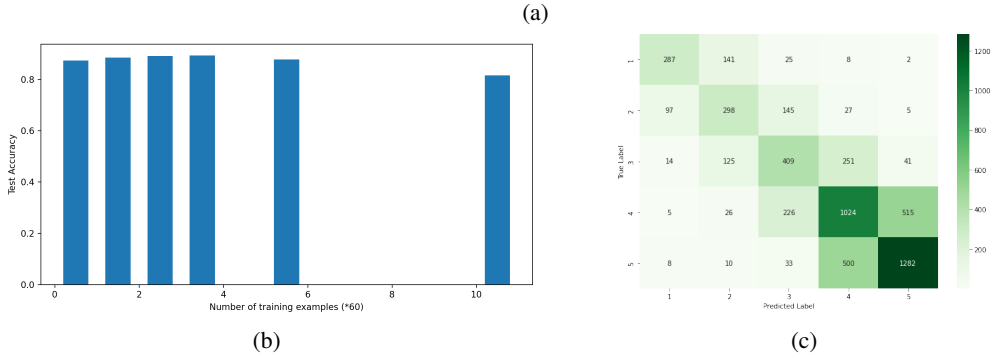 (a)
0.8
0.6
0.4
0.2
0.0
Test Accuracy
0 2 4 6 8 10
Number of training examples (*60)
(b)
1 287 141 25 8 2
2 97 298 145 27 5
3 14 125 409 251 41
4 5 26 226 1024 515
5 8 10 33 500 1282
True Label
1 2 3 4 5
Predicted Label
1200
1000
800
600
400
200
(c)